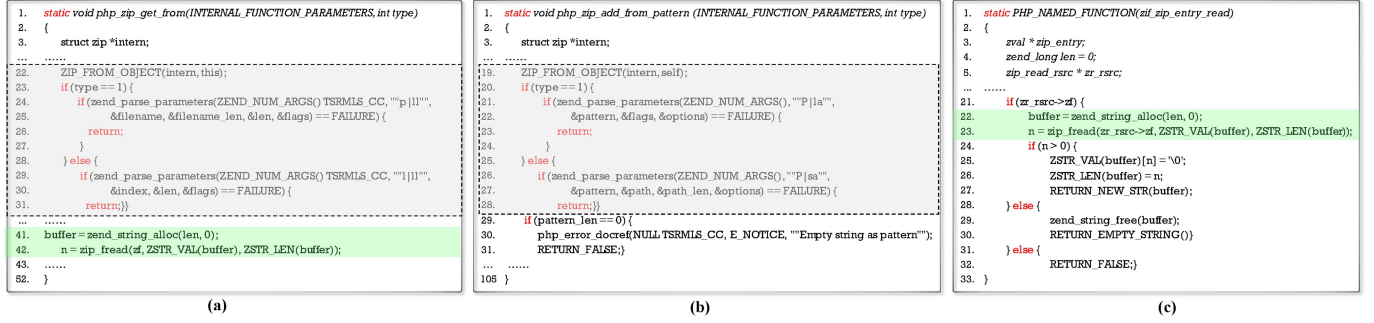 1. static void php_zip_get_from(INTERNAL_FUNCTION_PARAMETERS, int type)
2. {
3. struct zip *intern;
... ......
22. ZIP_FROM_OBJECT(intern, this);
23. if (type == 1) {
24. if (zend_parse_parameters(ZEND_NUM_ARGS() TSRMLS_CC, ""p|ll"",
25. &filename, &filename_len, &len, &flags) == FAILURE) {
26. return;
27. }
28. } else {
29. if (zend_parse_parameters(ZEND_NUM_ARGS() TSRMLS_CC, ""l|ll"",
30. &index, &len, &flags) == FAILURE) {
31. return;}}
... ......
41. buffer = zend_string_alloc(len, 0);
42. n = zip_fread(zf, ZSTR_VAL(buffer), ZSTR_LEN(buffer));
43. ......
52. }
(a)
1. static void php_zip_add_from_pattern (INTERNAL_FUNCTION_PARAMETERS, int type)
2. {
3. struct zip *intern;
... ......
19. ZIP_FROM_OBJECT(intern, self);
20. if (type == 1) {
21. if (zend_parse_parameters(ZEND_NUM_ARGS(), ""P|la"",
22. &pattern, &flags, &options) == FAILURE) {
23. return;
24. }
25. } else {
26. if (zend_parse_parameters(ZEND_NUM_ARGS(), ""P|sa"",
27. &pattern, &path, &path_len, &options) == FAILURE) {
28. return;}}
29. if (pattern_len == 0) {
30. php_error_docref(NULL TSRMLS_CC, E_NOTICE, ""Empty string as pattern"");
31. RETURN_FALSE;}
... ......
105 }
(b)
1. static PHP_NAMED_FUNCTION(zif_zip_entry_read)
2. {
3. zval * zip_entry;
4. zend_long len = 0;
5. zip_read_rsrc * zr_rsrc;
... ......
21. if (zr_rsrc->zf) {
22. buffer = zend_string_alloc(len, 0);
23. n = zip_fread(zr_rsrc->zf, ZSTR_VAL(buffer), ZSTR_LEN(buffer));
24. if (n > 0) {
25. ZSTR_VAL(buffer)[n] = '\0';
26. ZSTR_LEN(buffer) = n;
27. RETURN_NEW_STR(buffer);
28. } else {
29. zend_string_free(buffer);
30. RETURN_EMPTY_STRING()}
31. } else {
32. RETURN_FALSE;}
33. }
(c)